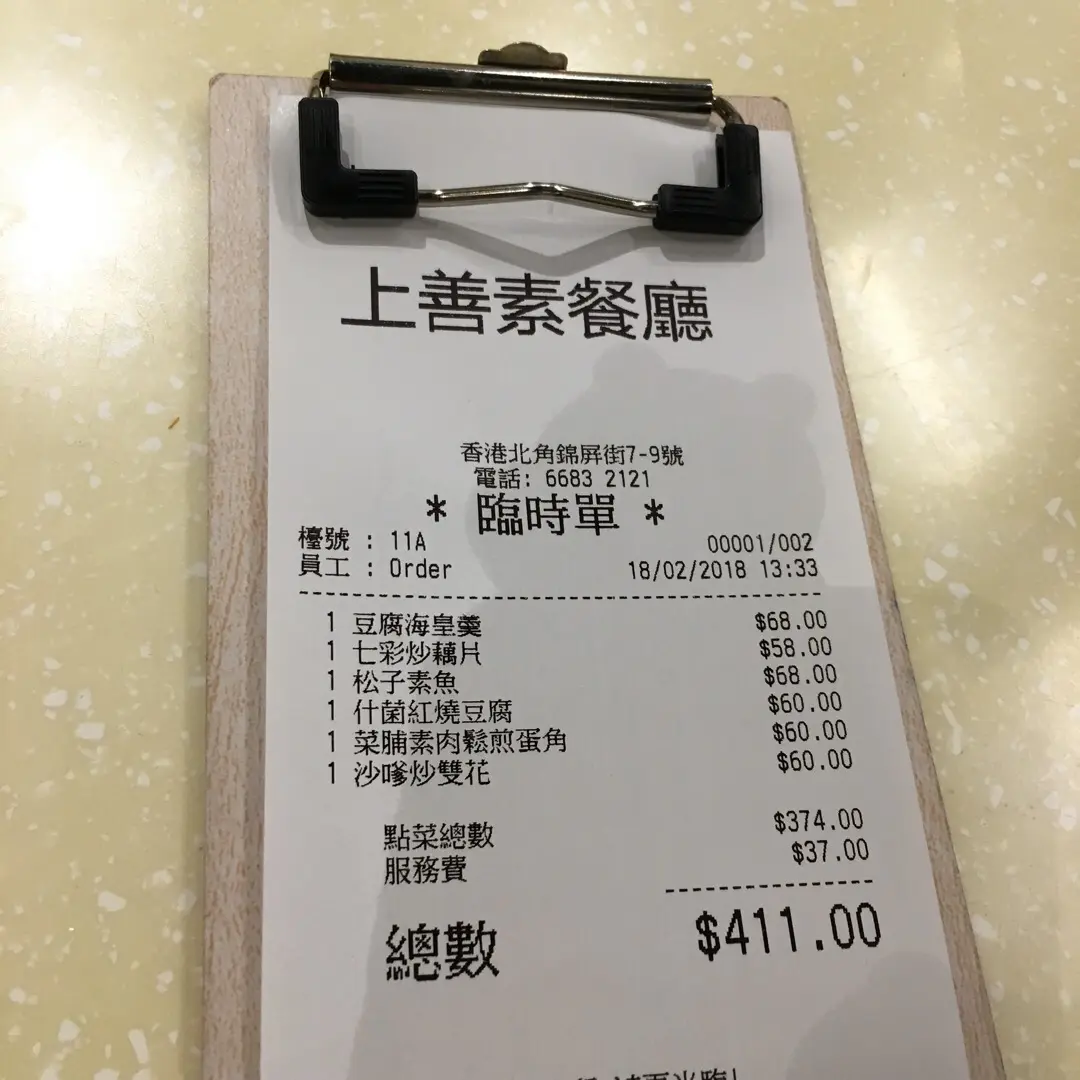 上善素餐廳
香港北角錦屏街7-9號
電話: 6683 2121
* 臨時單 *
檯號 : 11A 00001/002
員工 : Order 18/02/2018 13:33
1 豆腐海皇羹 $68.00
1 七彩炒藕片 $58.00
1 松子素魚 $68.00
1 什菌紅燒豆腐 $60.00
1 菜脯素肉鬆煎蛋角 $60.00
1 沙嗲炒雙花 $60.00
點菜總數 $374.00
服務費 $37.00
總數 $411.00